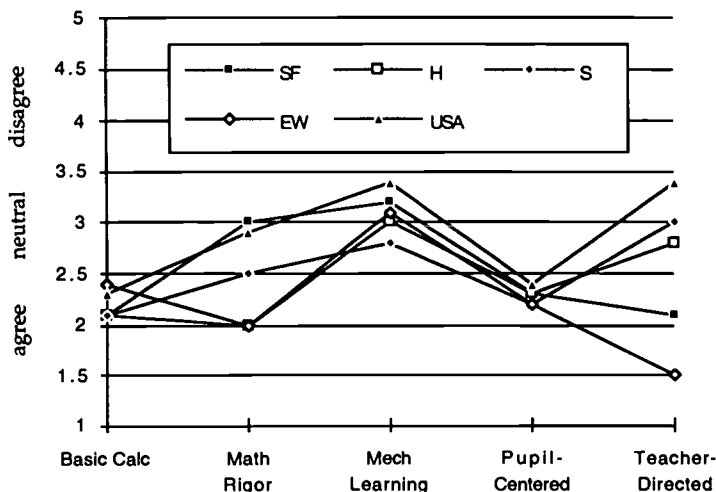 5
4.5
4
3.5
3
2.5
2
1.5
1
agree neutral disagree
SF H S
EW USA
Basic Calc Math Rigor Mech Learning Pupil-Centered Teacher-Directed